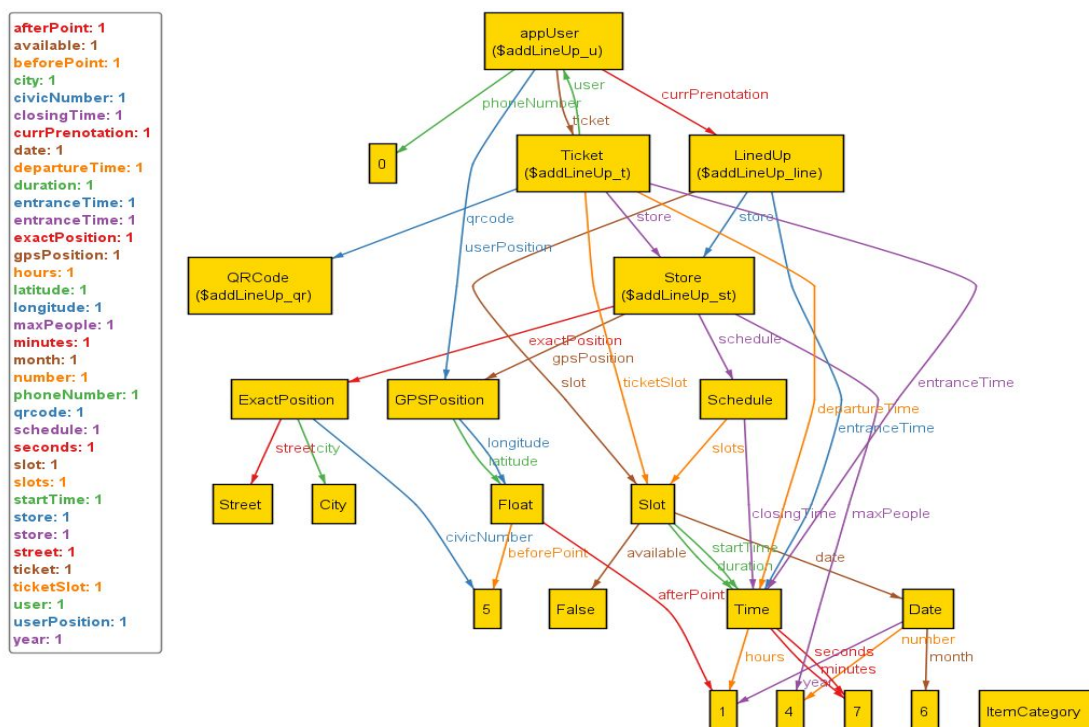 afterPoint: 1
available: 1
beforePoint: 1
city: 1
civicNumber: 1
closingTime: 1
currPrenotation: 1
date: 1
departureTime: 1
duration: 1
entranceTime: 1
entranceTime: 1
exactPosition: 1
gpsPosition: 1
hours: 1
latitude: 1
longitude: 1
maxPeople: 1
minutes: 1
month: 1
number: 1
phoneNumber: 1
qrcode: 1
schedule: 1
seconds: 1
slot: 1
slots: 1
startTime: 1
store: 1
store: 1
street: 1
ticket: 1
ticketSlot: 1
user: 1
userPosition: 1
year: 1
appUser
($addLineUp_u)
user
phoneNumber
ticket
currPrenotation
0
Ticket
($addLineUp_t)
LinedUp
($addLineUp_line)
qrcode
userPosition
store
store
QRCode
($addLineUp_qr)
Store
($addLineUp_st)
exactPosition
gpsPosition
schedule
slot
ticketSlot
entranceTime
departureTime
entranceTime
ExactPosition
GPSPosition
Schedule
street
city
longitude
latitude
slots
Street
City
Float
Slot
civicNumber
beforePoint
available
startTime
duration
closingTime
maxPeople
date
afterPoint
5
False
Time
Date
hours
seconds
minutes
year
number
month
1
4
7
6
ItemCategory